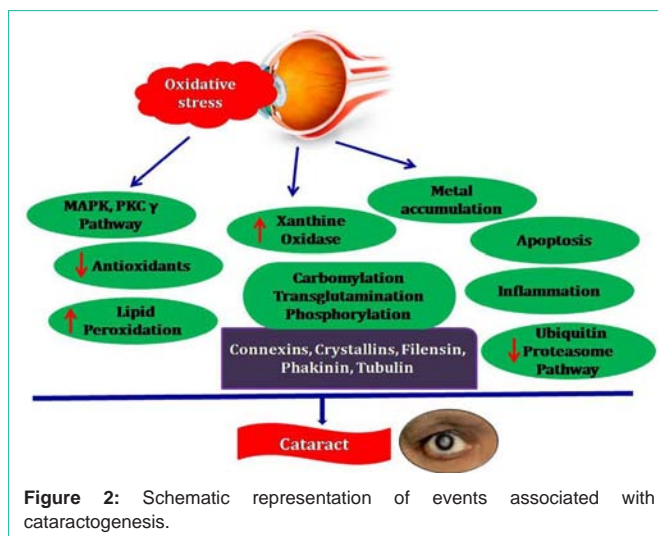 Oxidative
stress
MAPK, PKC γ
Pathway
Antioxidants
Lipid
Peroxidation
Xanthine
Oxidase
Carbomylation
Transglutamination
Phosphorylation
Connexins, Crystallins, Filensin,
Phakinin, Tubulin
Metal
accumulation
Apoptosis
Inflammation
Ubiquitin
Proteasome
Pathway
Cataract
Figure 2: Schematic representation of events associated with
cataractogenesis.